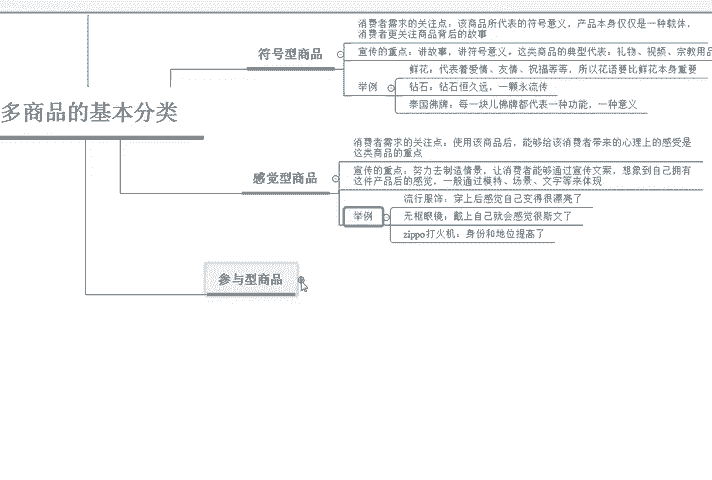 消费者需求的关注点：该商品所代表的符号意义，产品本身仅仅是一种载体，
消费者更关注商品背后的故事
符号型商品
宣传的重点：讲故事，讲符号意义，这类商品的典型代表：礼物、视频、宗教用品
鲜花：代表着爱情、友情、祝福等等，所以花语要比鲜花本身重要
举例
钻石：钻石恒久远，一颗永流传
泰国佛牌：每一块儿佛牌都代表一种功能，一种意义
多商品的基本分类
消费者需求的关注点：使用该商品后，能够给该消费者带来的心理上的感受是
这类商品的重点
感觉型商品
宣传的重点：努力去制造情景，让消费者能够通过宣传文案，想象到自己拥有
这件产品后的感觉，一般通过模特、场景、文字等来体现
流行服饰：穿上后感觉自己变得很漂亮了
举例
无框眼镜：戴上自己就会感觉很斯文了
zippo打火机：身份和地位提高了
参与型商品